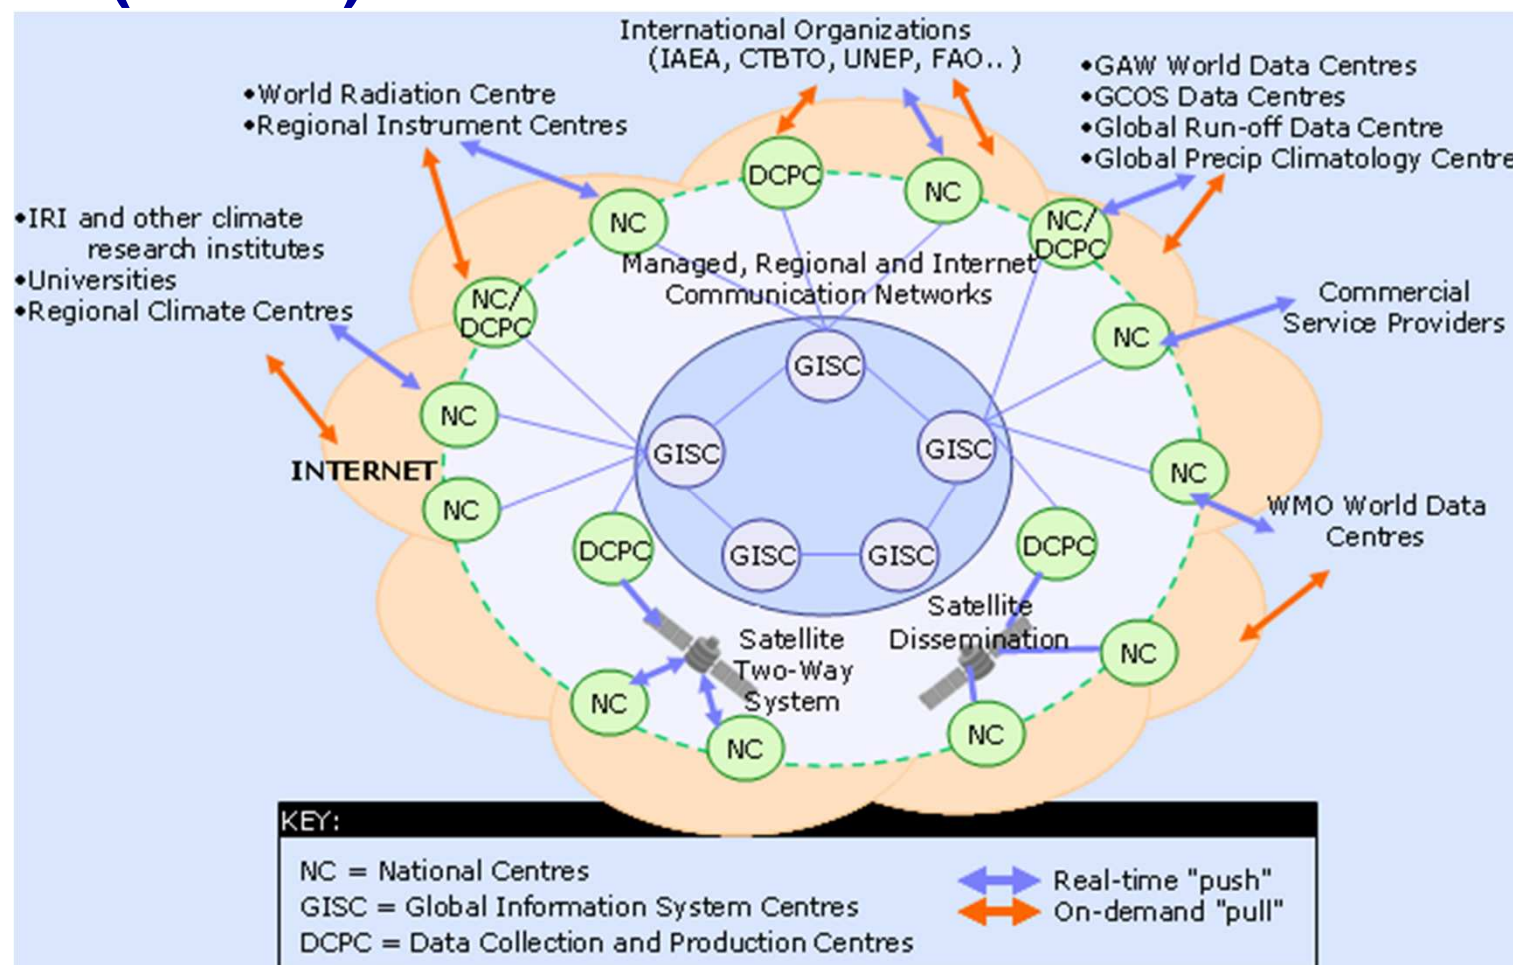 International Organizations
(IAEA, CTBTO, UNEP, FAO..)
•World Radiation Centre
•Regional Instrument Centres
•GAW World Data Centres
•GCOS Data Centres
•Global Run-off Data Centre
•Global Precip Climatology Centre
•IRI and other climate
research institutes
•Universities
•Regional Climate Centres
DCPC
NC
NC
NC/
DCPC
NC/
DCPC
Managed, Regional and Internet
Communication Networks
Commercial
Service Providers
NC
GISC
NC
GISC
GISC
INTERNET
NC
NC
WMO World Data
Centres
DCPC
GISC
GISC
DCPC
Satellite
Two-Way
System
Satellite
Dissemination
NC
NC
NC
NC
KEY:
NC = National Centres
GISC = Global Information System Centres
DCPC = Data Collection and Production Centres
Real-time "push"
On-demand "pull"